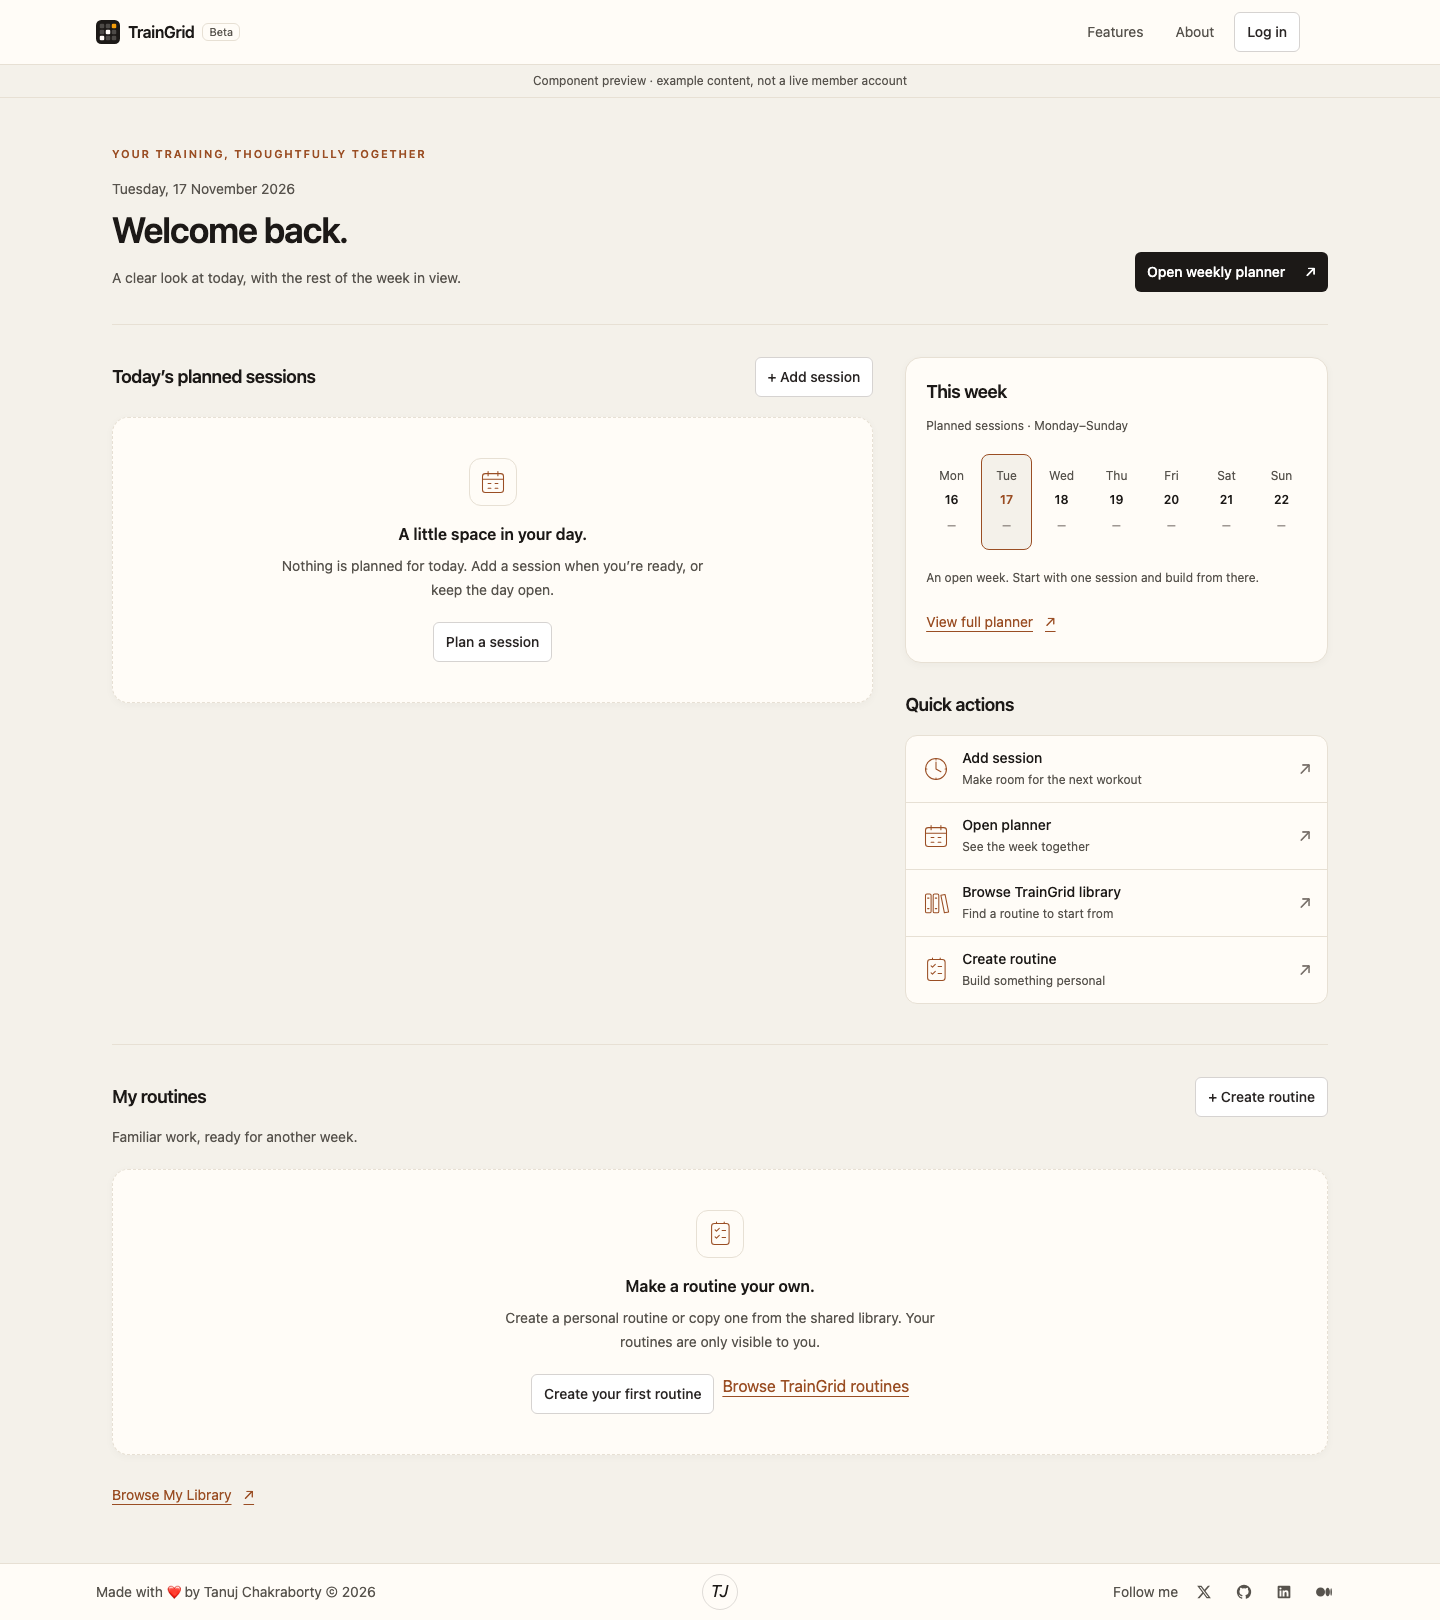 TrainGrid Beta
Features About Log in
Component preview · example content, not a live member account
YOUR TRAINING, THOUGHTFULLY TOGETHER
Tuesday, 17 November 2026
Welcome back.
A clear look at today, with the rest of the week in view.
Open weekly planner ↗
Today’s planned sessions
+ Add session
A little space in your day.
Nothing is planned for today. Add a session when you’re ready, or
keep the day open.
Plan a session
This week
Planned sessions · Monday–Sunday
Mon Tue Wed Thu Fri Sat Sun
16 17 18 19 20 21 22
– – – – – – –
An open week. Start with one session and build from there.
View full planner ↗
Quick actions
Add session
Make room for the next workout
Open planner
See the week together
Browse TrainGrid library
Find a routine to start from
Create routine
Build something personal
My routines
+ Create routine
Familiar work, ready for another week.
Make a routine your own.
Create a personal routine or copy one from the shared library. Your
routines are only visible to you.
Create your first routine Browse TrainGrid routines
Browse My Library ↗
Made with ❤️ by Tanuj Chakraborty © 2026
TJ
Follow me